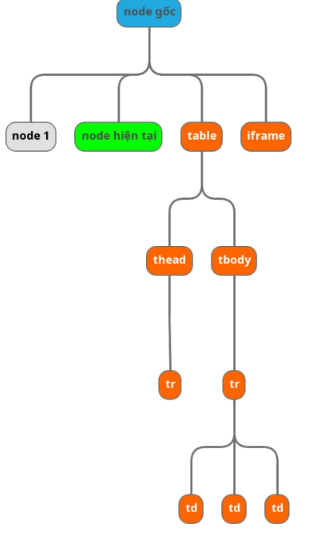 node gốc
node 1
node hiện tại
table
iframe
thead
tbody
tr
tr
td
td
td